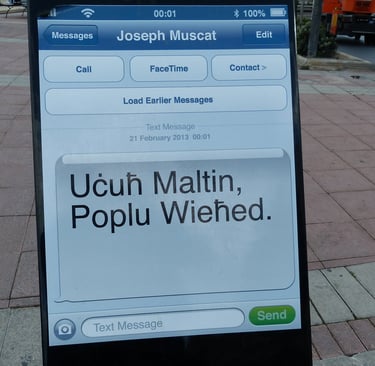 00:01 100%
Messages Joseph Muscat Edit
Call FaceTime Contact >
Load Earlier Messages
Text Message
21 February 2013 00:01
Uċuħ Maltin,
Poplu Wieħed.
Text Message Send